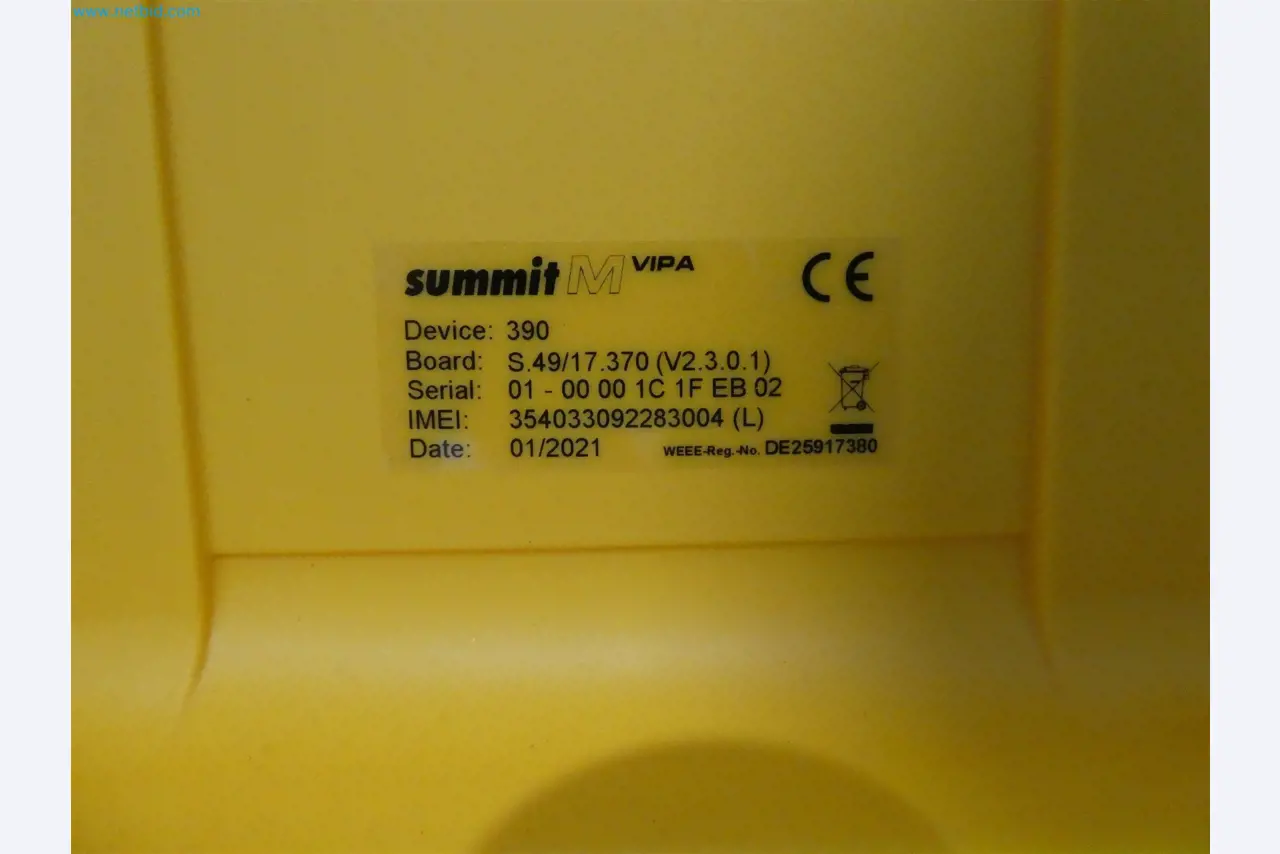 www.netbid.com
summit M VIPA
CE
Device: 390
Board: S.49/17.370 (V2.3.0.1)
Serial: 01 - 00 00 1C 1F EB 02
IMEI: 354033092283004 (L)
Date: 01/2021
WEEE-Reg.-No. DE25917380